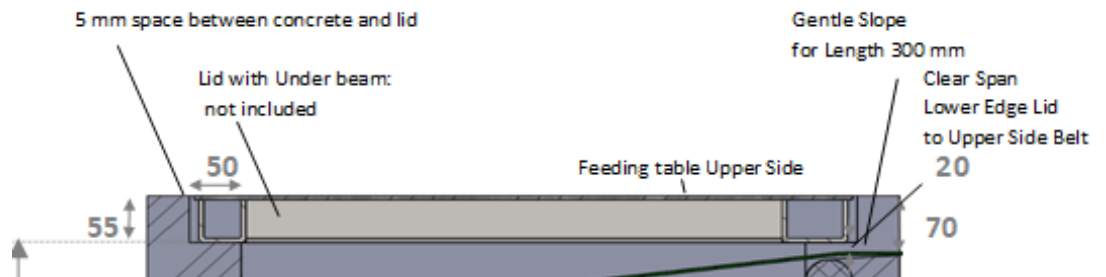 5 mm space between concrete and lid
Gentle Slope
for Length 300 mm
Lid with Under beam:
not included
Clear Span
Lower Edge Lid
to Upper Side Belt
50
Feeding table Upper Side
20
55
70